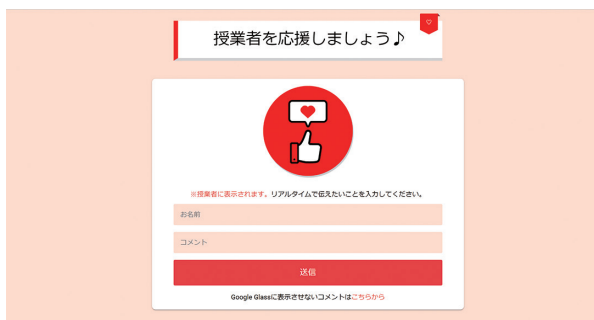 授業者を応援しましょう♪
※授業者に表示されます。リアルタイムで伝えたいことを入力してください。
お名前
コメント
送信
Google Glassに表示させないコメントはこちらから